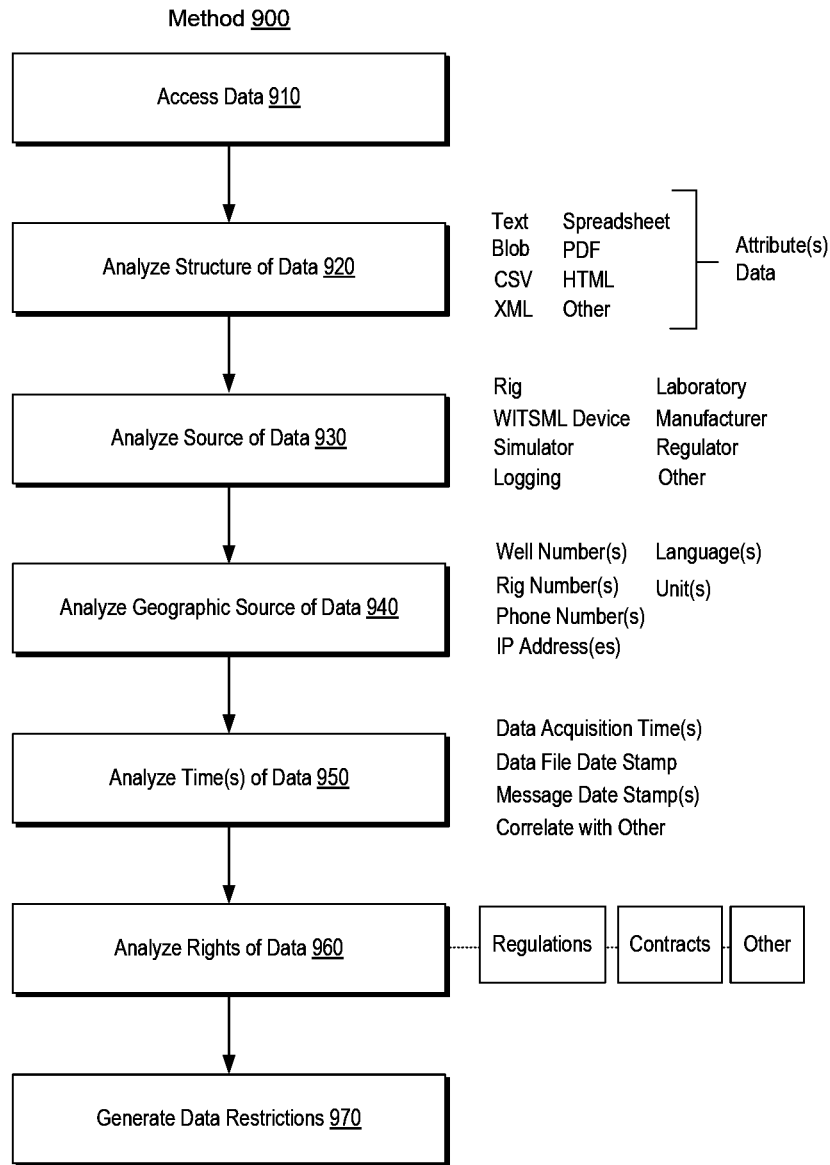 Method 900
Access Data 910
Analyze Structure of Data 920
Text Spreadsheet
Blob PDF
CSV HTML
XML Other
Attribute(s)
Data
Analyze Source of Data 930
Rig Laboratory
WITSML Device Manufacturer
Simulator Regulator
Logging Other
Analyze Geographic Source of Data 940
Well Number(s) Language(s)
Rig Number(s) Unit(s)
Phone Number(s)
IP Address(es)
Analyze Time(s) of Data 950
Data Acquisition Time(s)
Data File Date Stamp
Message Date Stamp(s)
Correlate with Other
Analyze Rights of Data 960
Regulations Contracts Other
Generate Data Restrictions 970